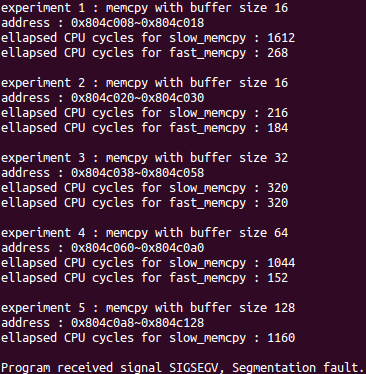 experiment 1 : memcpy with buffer size 16
address : 0x804c008~0x804c018
ellapsed CPU cycles for slow_memcpy : 1612
ellapsed CPU cycles for fast_memcpy : 268
experiment 2 : memcpy with buffer size 16
address : 0x804c020~0x804c030
ellapsed CPU cycles for slow_memcpy : 216
ellapsed CPU cycles for fast_memcpy : 184
experiment 3 : memcpy with buffer size 32
address : 0x804c038~0x804c058
ellapsed CPU cycles for slow_memcpy : 320
ellapsed CPU cycles for fast_memcpy : 320
experiment 4 : memcpy with buffer size 64
address : 0x804c060~0x804c0a0
ellapsed CPU cycles for slow_memcpy : 1044
ellapsed CPU cycles for fast_memcpy : 152
experiment 5 : memcpy with buffer size 128
address : 0x804c0a8~0x804c128
ellapsed CPU cycles for slow_memcpy : 1160
Program received signal SIGSEGV, Segmentation fault.